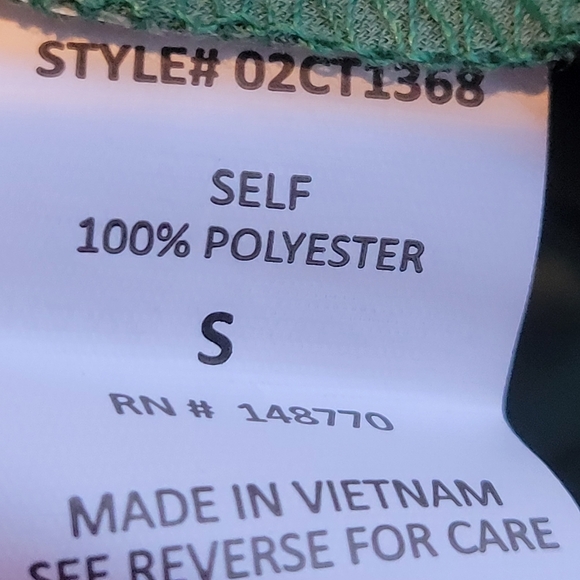 STYLE# 02CT1368
SELF
100% POLYESTER
S
RN # 148770
MADE IN VIETNAM
SEE REVERSE FOR CARE